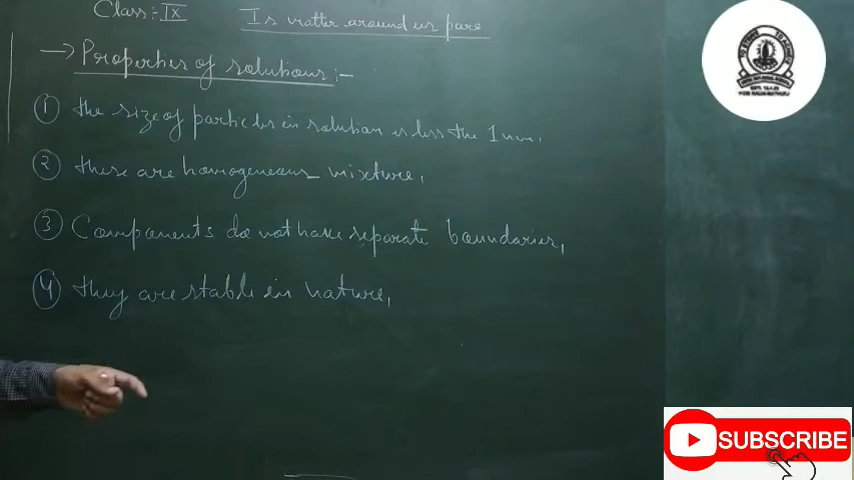 Class:- IX
Is matter around us pure
→ Properties of solutions:-
① the size of particles in solution is less the 1nm.
② these are homogeneous mixture.
③ Components do not have separate boundaries.
④ they are stable in nature.
SUBSCRIBE